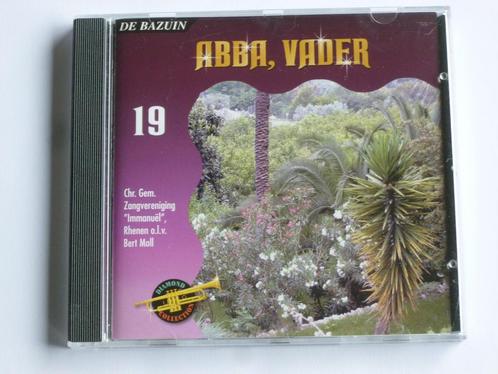 DE BAZUIN
ABBA, VADER
19
Chr. Gem.
Zangvereniging
"Immanuël",
Rhenen o.l.v.
Bert Moll
DIAMOND
COLLECTION